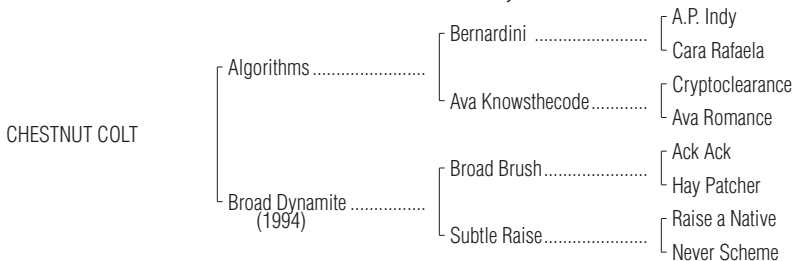 A.P. Indy
Bernardini ........................
Cara Rafaela
Algorithms ........................
Cryptoclearance
Ava Knowsthecode............
Ava Romance
CHESTNUT COLT
Ack Ack
Broad Brush......................
Hay Patcher
Broad Dynamite ................
(1994)
Raise a Native
Subtle Raise......................
Never Scheme